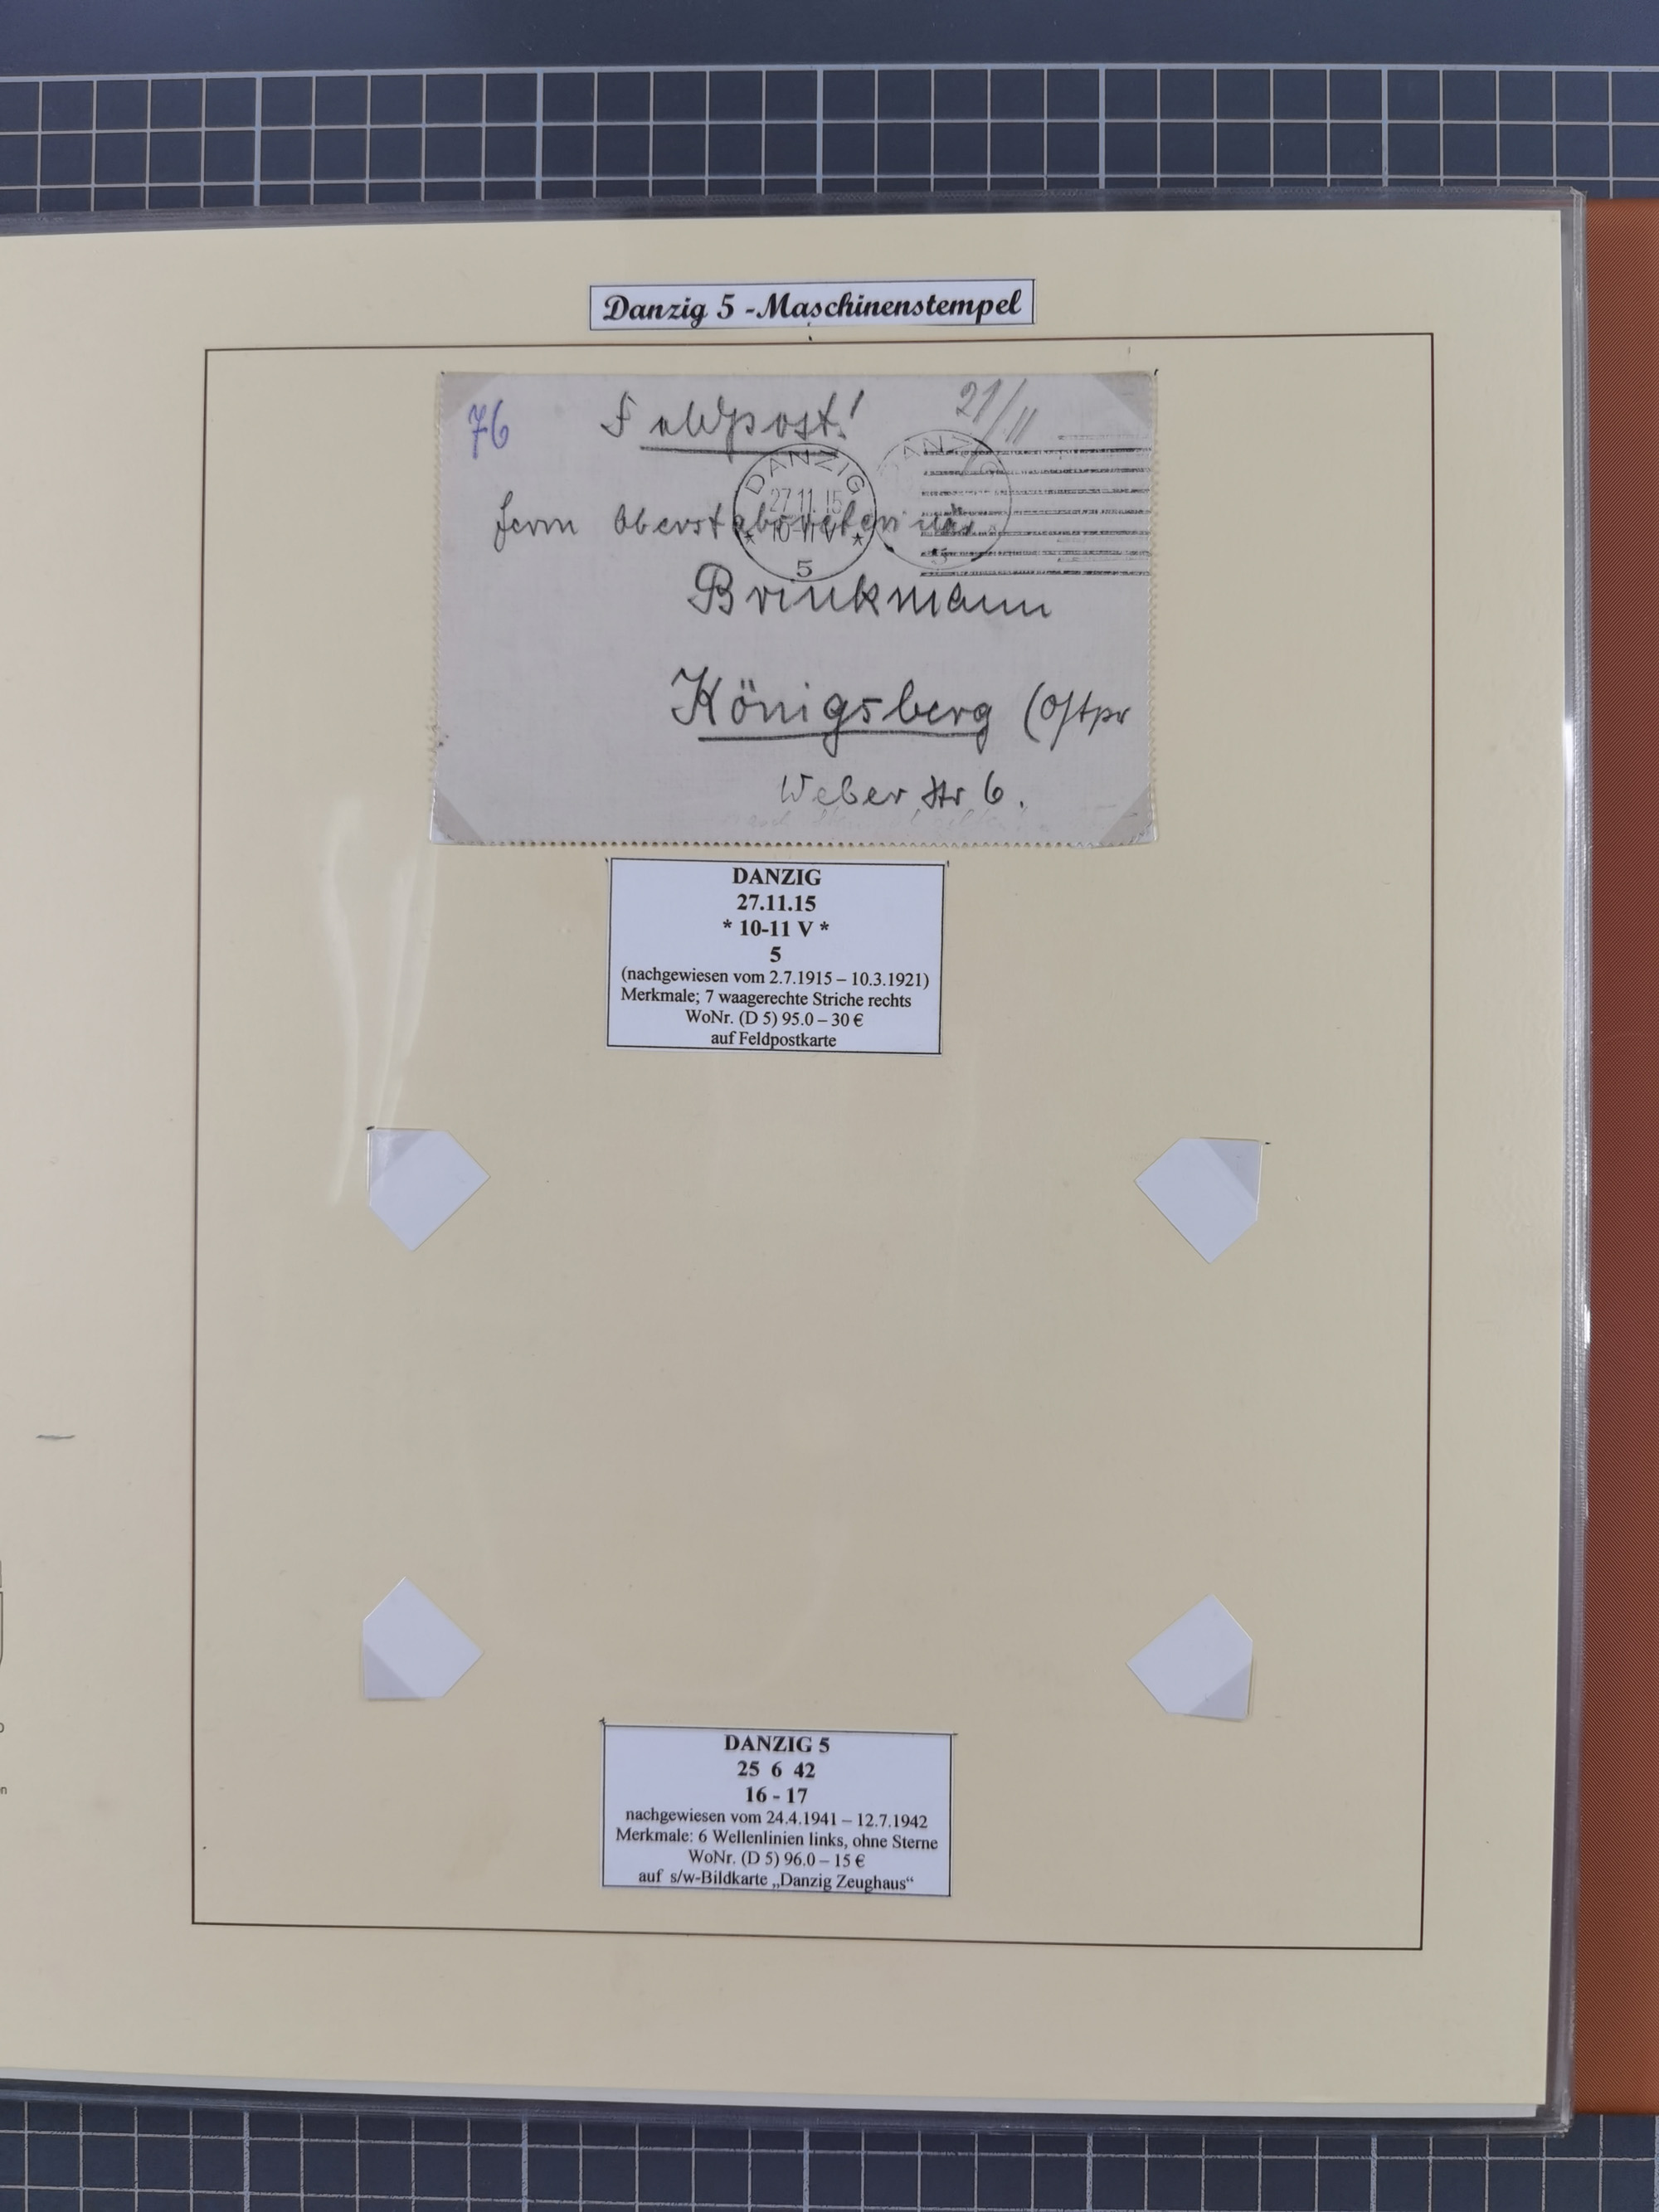 Danzig 5 -Maschinenstempel
76
Feldpost!
21/11
DANZIG
27.11.15
* 10-11 V *
5
DANZIG
5
Herrn Oberstabsveterinär
Brinkmann
Königsberg (Ostpr
Weber Str 6.
DANZIG
27.11.15
* 10-11 V *
5
(nachgewiesen vom 2.7.1915 – 10.3.1921)
Merkmale; 7 waagerechte Striche rechts
WoNr. (D 5) 95.0 – 30 €
auf Feldpostkarte
DANZIG 5
25 6 42
16 - 17
nachgewiesen vom 24.4.1941 – 12.7.1942
Merkmale: 6 Wellenlinien links, ohne Sterne
WoNr. (D 5) 96.0 – 15 €
auf s/w-Bildkarte „Danzig Zeughaus“